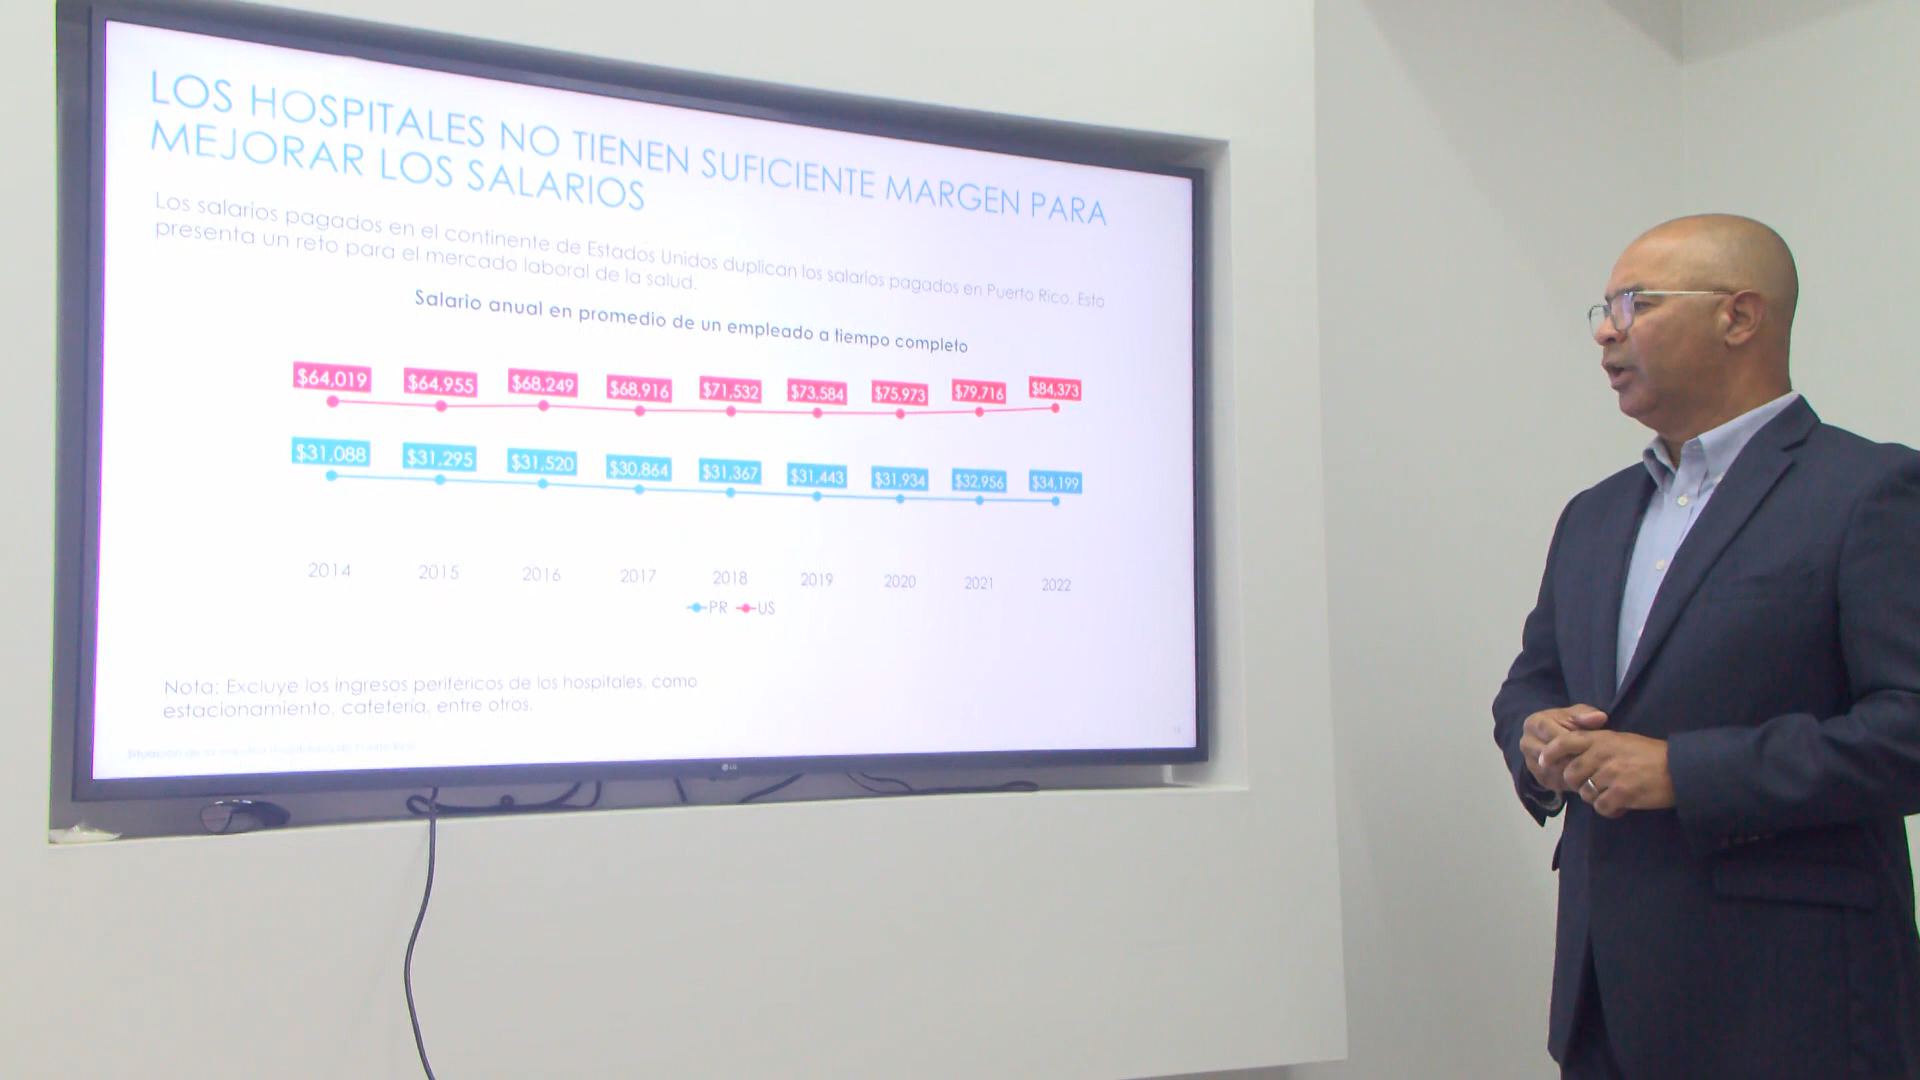 LOS HOSPITALES NO TIENEN SUFICIENTE MARGEN PARA
MEJORAR LOS SALARIOS
Los salarios pagados en el continente de Estados Unidos duplican los salarios pagados en Puerto Rico. Esto
presenta un reto para el mercado laboral de la salud.
Salario anual en promedio de un empleado a tiempo completo
$64,019 $64,955 $68,249 $68,916 $71,532 $73,584 $75,973 $79,716 $84,373
$31,088 $31,295 $31,520 $30,864 $31,367 $31,443 $31,934 $32,956 $34,199
2014 2015 2016 2017 2018 2019 2020 2021 2022
PR US
Nota: Excluye los ingresos periféricos de los hospitales, como
estacionamiento, cafetería, entre otros.
LG